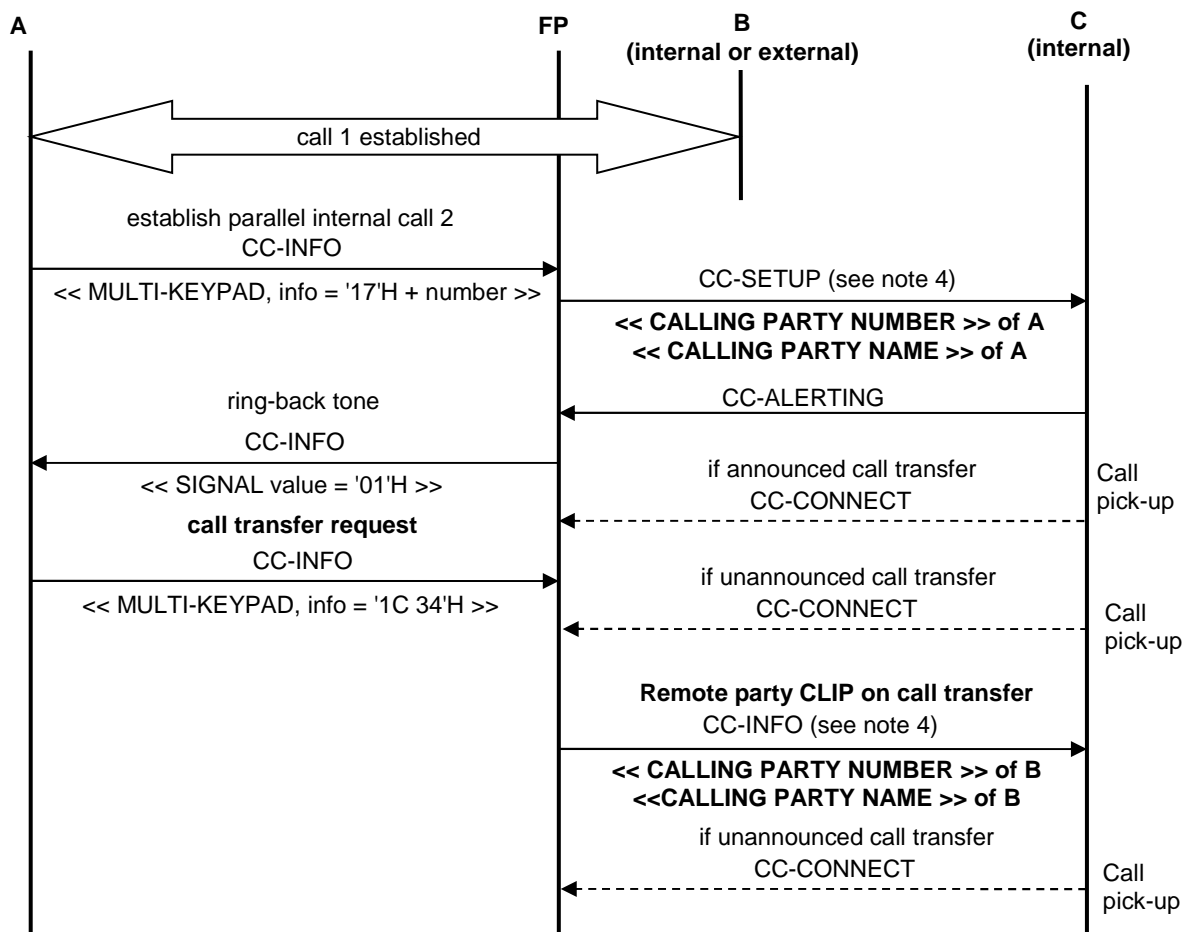 A
FP
B
(internal or external)
C
(internal)
call 1 established
establish parallel internal call 2
CC-INFO
<< MULTI-KEYPAD, info = '17'H + number >>
CC-SETUP (see note 4)
<< CALLING PARTY NUMBER >> of A
<< CALLING PARTY NAME >> of A
CC-ALERTING
ring-back tone
CC-INFO
<< SIGNAL value = '01'H >>
if announced call transfer
CC-CONNECT
Call
pick-up
call transfer request
CC-INFO
<< MULTI-KEYPAD, info = '1C 34'H >>
if unannounced call transfer
CC-CONNECT
Call
pick-up
Remote party CLIP on call transfer
CC-INFO (see note 4)
<< CALLING PARTY NUMBER >> of B
<<CALLING PARTY NAME >> of B
if unannounced call transfer
CC-CONNECT
Call
pick-up